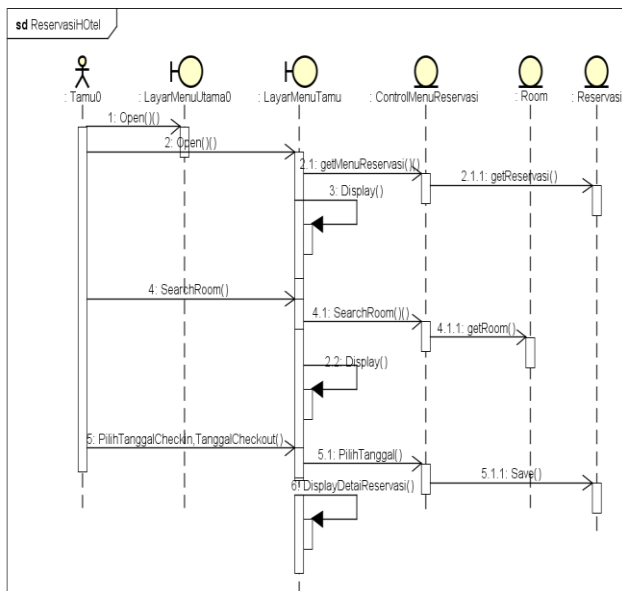 sd ReservasiHOtel
: Tamu0
: LayarMenuUtama0
: LayarMenuTamu
: ControlMenuReservasi
: Room
: Reservasi
1: Open()()
2: Open()()
2.1: getMenuReservasi()()
2.1.1: getReservasi()
3: Display()
4: SearchRoom()
4.1: SearchRoom()()
4.1.1: getRoom()
2.2: Display()
5: PilihTanggalCheckin,TanggalCheckout()
5.1: PilihTanggal()
5.1.1: Save()
6: DisplayDetaiReservasi()